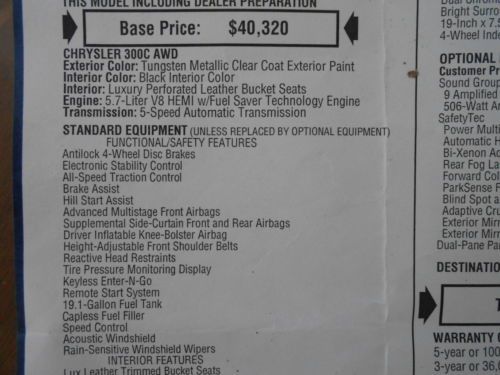 THIS MODEL INCLUDING DEALER PREPARATION
Base Price: $40,320
CHRYSLER 300C AWD
Exterior Color: Tungsten Metallic Clear Coat Exterior Paint
Interior Color: Black Interior Color
Interior: Luxury Perforated Leather Bucket Seats
Engine: 5.7-Liter V8 HEMI w/Fuel Saver Technology Engine
Transmission: 5-Speed Automatic Transmission
STANDARD EQUIPMENT (UNLESS REPLACED BY OPTIONAL EQUIPMENT)
FUNCTIONAL/SAFETY FEATURES
Antilock 4-Wheel Disc Brakes
Electronic Stability Control
All-Speed Traction Control
Brake Assist
Hill Start Assist
Advanced Multistage Front Airbags
Supplemental Side-Curtain Front and Rear Airbags
Driver Inflatable Knee-Bolster Airbag
Height-Adjustable Front Shoulder Belts
Reactive Head Restraints
Tire Pressure Monitoring Display
Keyless Enter-N-Go
Remote Start System
19.1-Gallon Fuel Tank
Capless Fuel Filler
Speed Control
Acoustic Windshield
Rain-Sensitive Windshield Wipers
INTERIOR FEATURES
Lux Leather Trimmed Bucket Seats
Bright Surro
19-Inch x 7.5
4-Wheel Inde
OPTIONAL
Customer Pr
Sound Group
9 Amplified
506-Watt A
SafetyTec
Power Multi
Automatic H
Bi-Xenon A
Rear Fog La
Forward Col
ParkSense F
Blind Spot a
Adaptive Cru
Exterior Mirr
Exterior Mirr
Dual-Pane Pa
DESTINATIO
WARRANTY
5-year or 100
3-year or 36,0